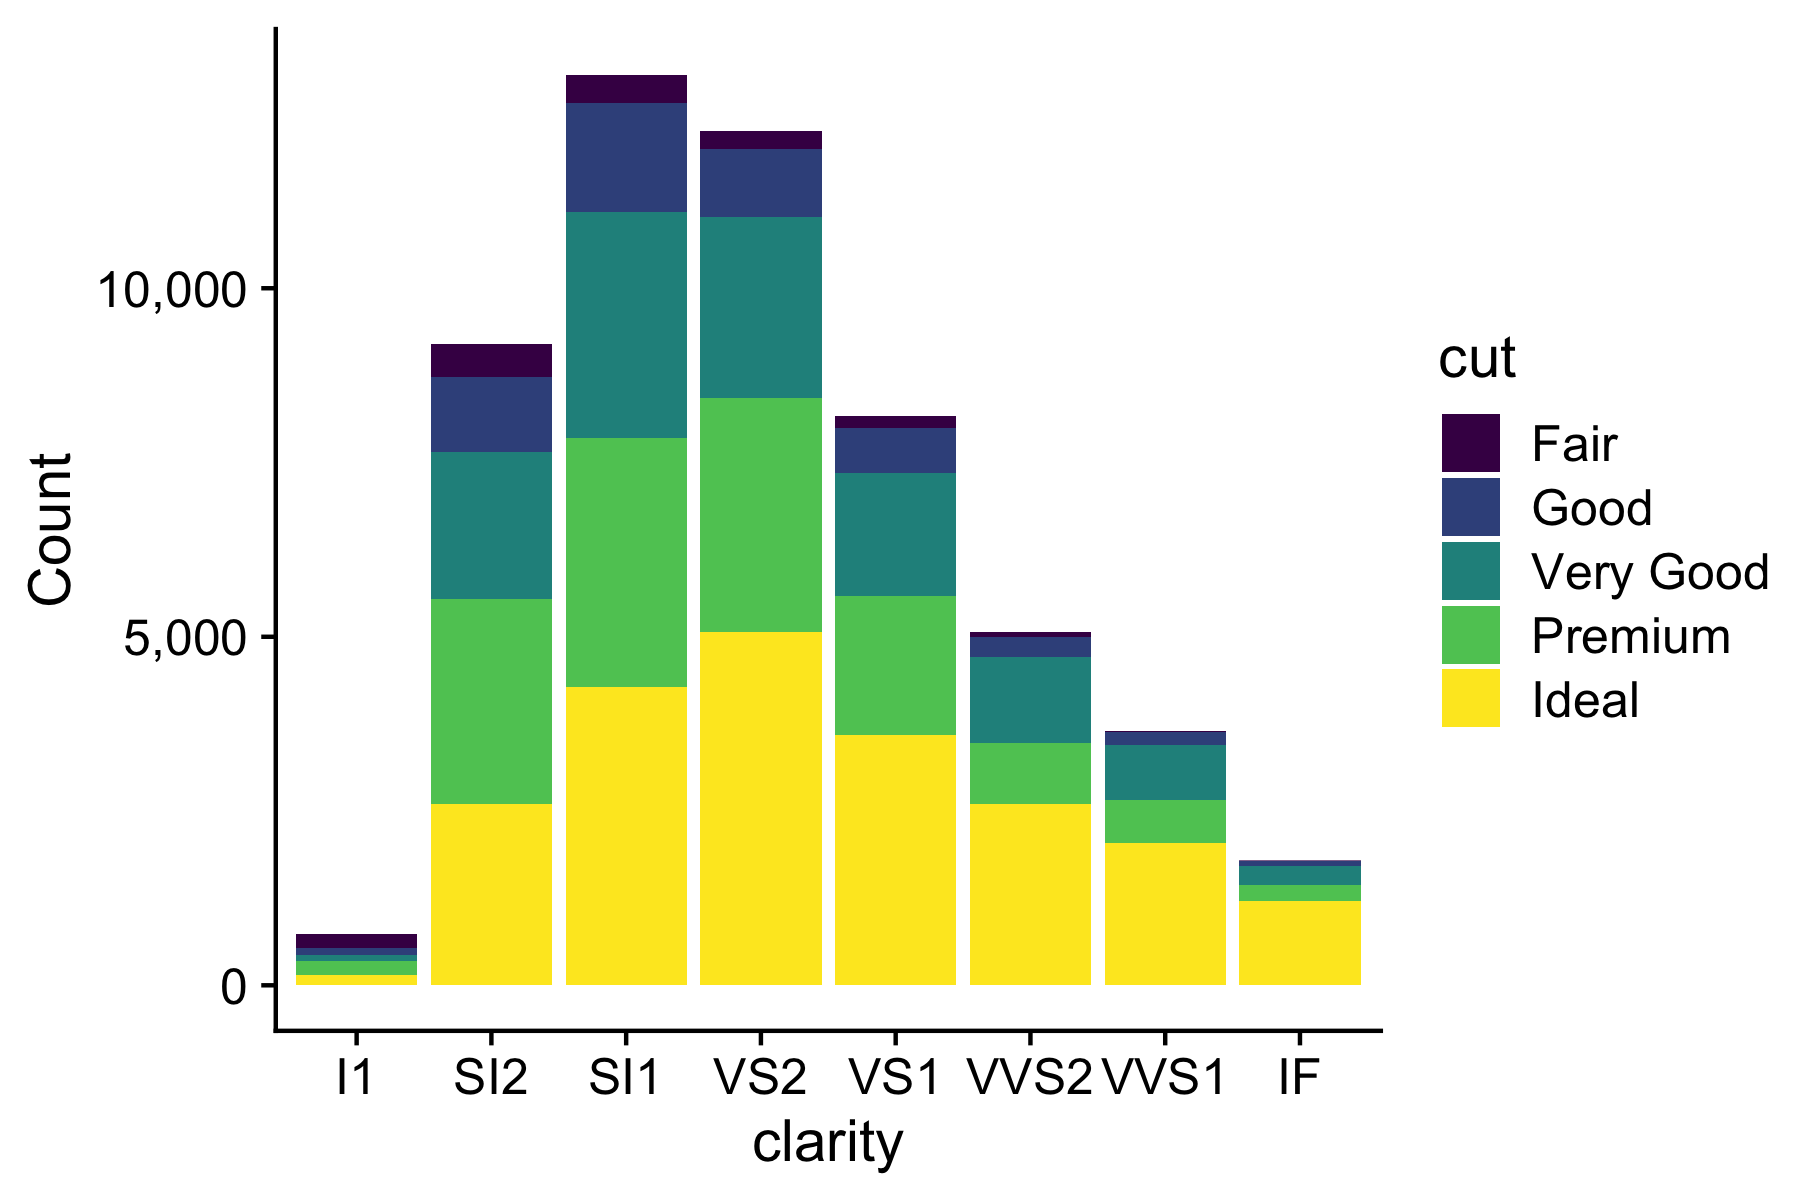 Count
10,000
5,000
0
I1 SI2 SI1 VS2 VS1 VVS2 VVS1 IF
clarity
cut
Fair
Good
Very Good
Premium
Ideal